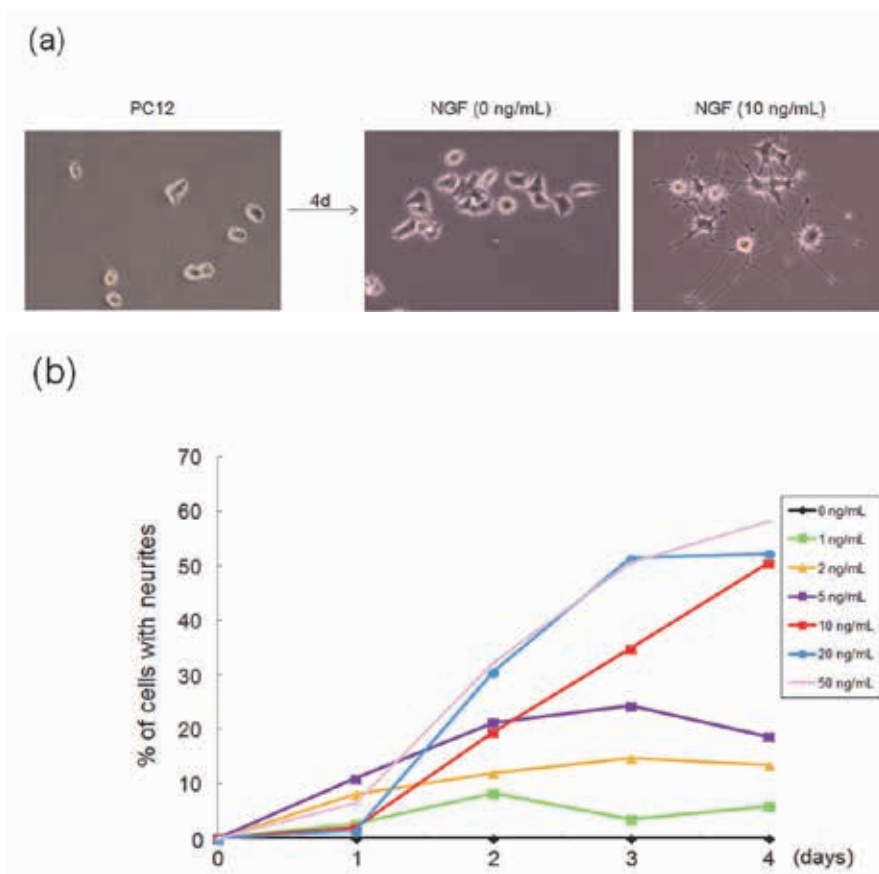 (a)
PC12
NGF (0 ng/mL)
NGF (10 ng/mL)
4d
(b)
% of cells with neurites
70
60
50
40
30
20
10
0
0 1 2 3 4 (days)
0 ng/mL
1 ng/mL
2 ng/mL
5 ng/mL
10 ng/mL
20 ng/mL
50 ng/mL